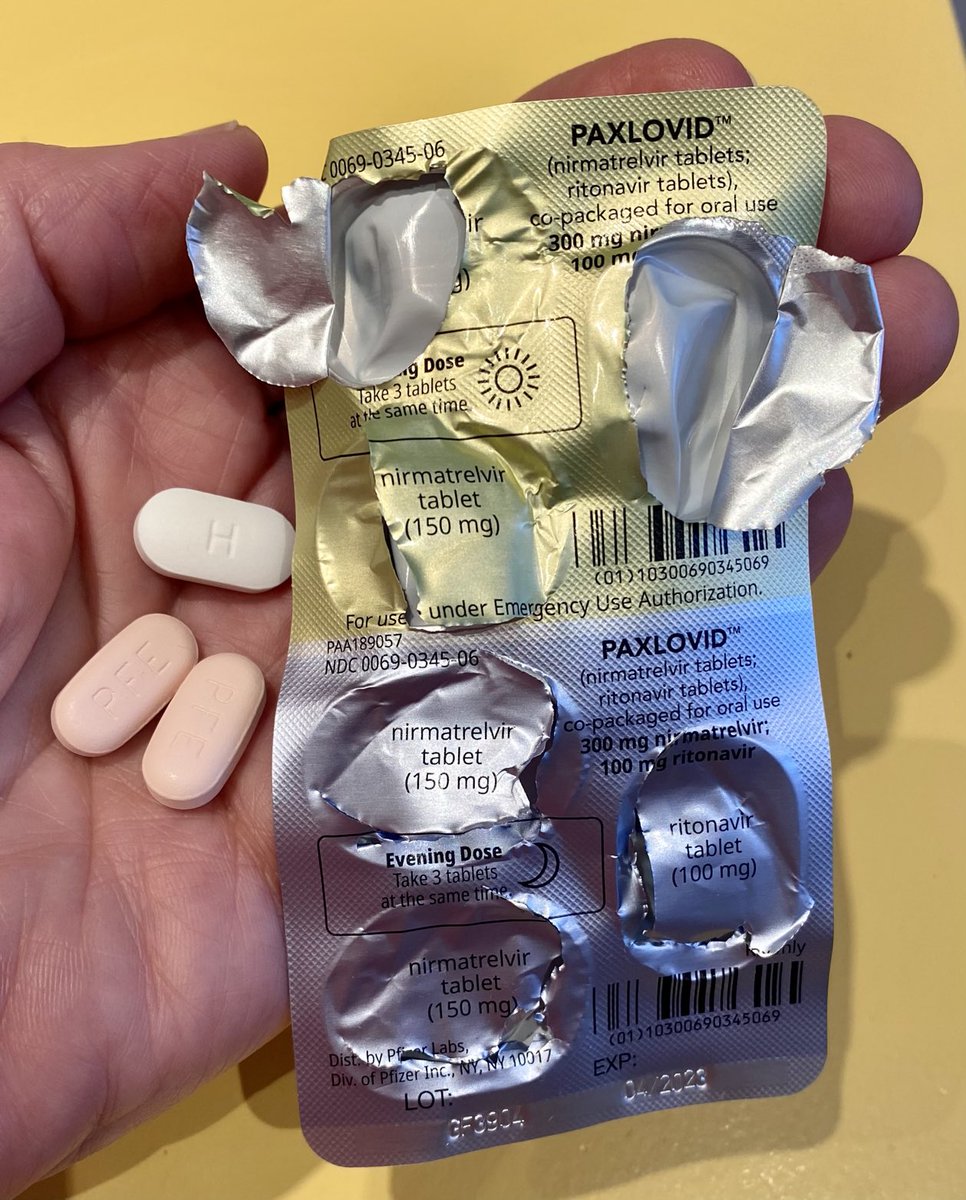 0069-0345-06
PAXLOVID™
(nirmatrelvir tablets;
ritonavir tablets),
co-packaged for oral use
300 mg
100 mg
Dose
Take 3 tablets
at the same time
nirmatrelvir
tablet
(150 mg)
(01)10300690345069
For use under Emergency Use Authorization.
PAA189057
NDC 0069-0345-06
PAXLOVID™
(nirmatrelvir tablets;
ritonavir tablets),
co-packaged for oral use
300 mg nirmatrelvir;
100 mg ritonavir
nirmatrelvir
tablet
(150 mg)
Evening Dose
Take 3 tablets
at the same time.
ritonavir
tablet
(100 mg)
nirmatrelvir
tablet
(150 mg)
(01)10300690345069
Dist. by Pfizer Labs,
Div. of Pfizer Inc., NY, NY 10017
LOT:
GF3904
EXP:
04/2023
H
PFE
PFE